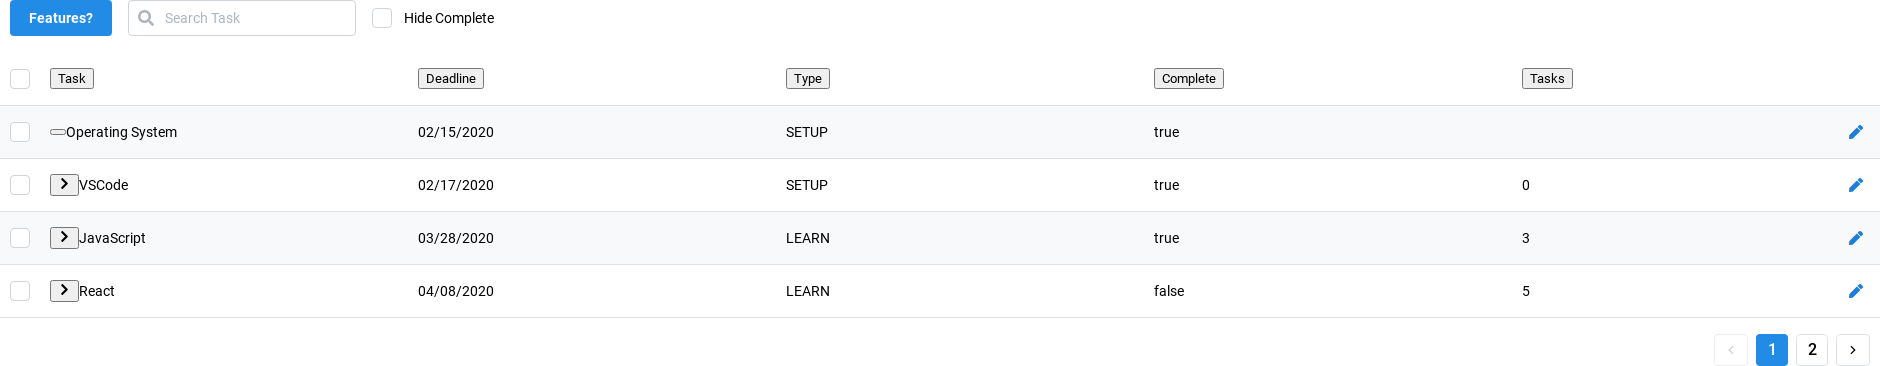 Features? Search Task Hide Complete
Task Deadline Type Complete Tasks
Operating System 02/15/2020 SETUP true
VSCode 02/17/2020 SETUP true 0
JavaScript 03/28/2020 LEARN true 3
React 04/08/2020 LEARN false 5
1 2